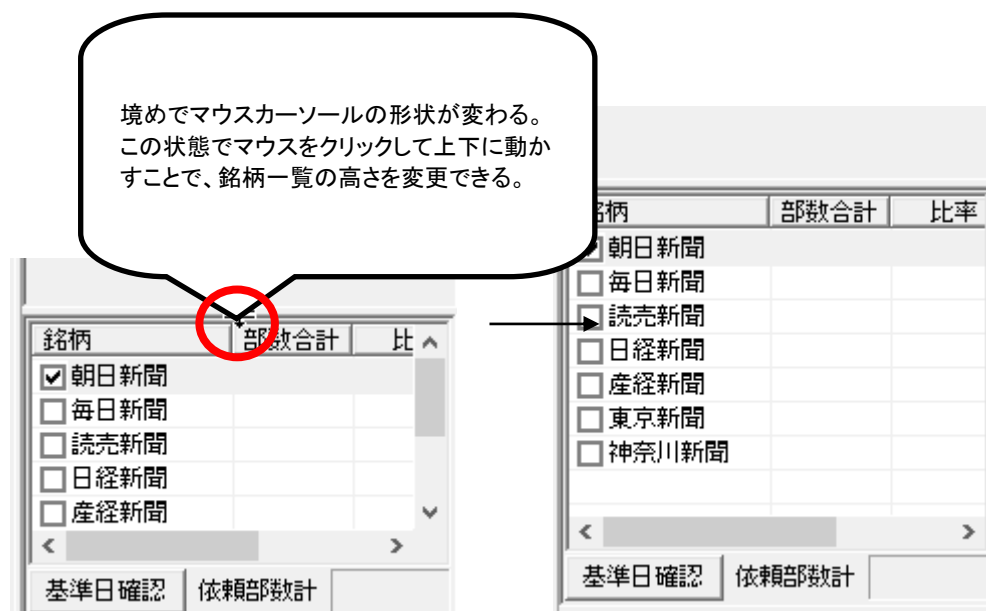 境めでマウスカーソールの形状が変わる。
この状態でマウスをクリックして上下に動か
すことで、銘柄一覧の高さを変更できる。
銘柄 部数合計 比
朝日新聞
毎日新聞
読売新聞
日経新聞
産経新聞
基準日確認 依頼部数計
銘柄 部数合計 比率
朝日新聞
毎日新聞
読売新聞
日経新聞
産経新聞
東京新聞
神奈川新聞
基準日確認 依頼部数計